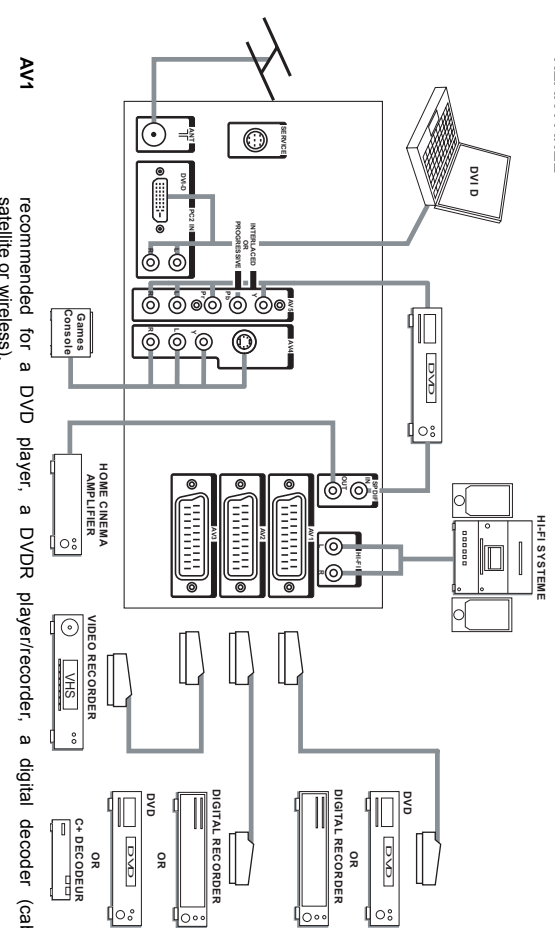 DVI D
DVD
HI-FI SYSTEME
SERVICE
ANT
DVI-D
PC2 IN
L
R
INTERLACED
OR
PROGRESSIVE
AV5
Y
Pb
Pr
L
R
AV4
Y
L
R
SPDIF
IN
OUT
HI-FI
L
R
AV1
AV2
AV3
Games
Console
HOME CINEMA
AMPLIFIER
VIDEO RECORDER
VHS
DVD
DVD
OR
DIGITAL RECORDER
DIGITAL RECORDER
OR
DVD
DVD
OR
C+ DECODEUR
AV1
recommended for a DVD player, a DVDR player/recorder, a digital decoder
satellite or wireless).